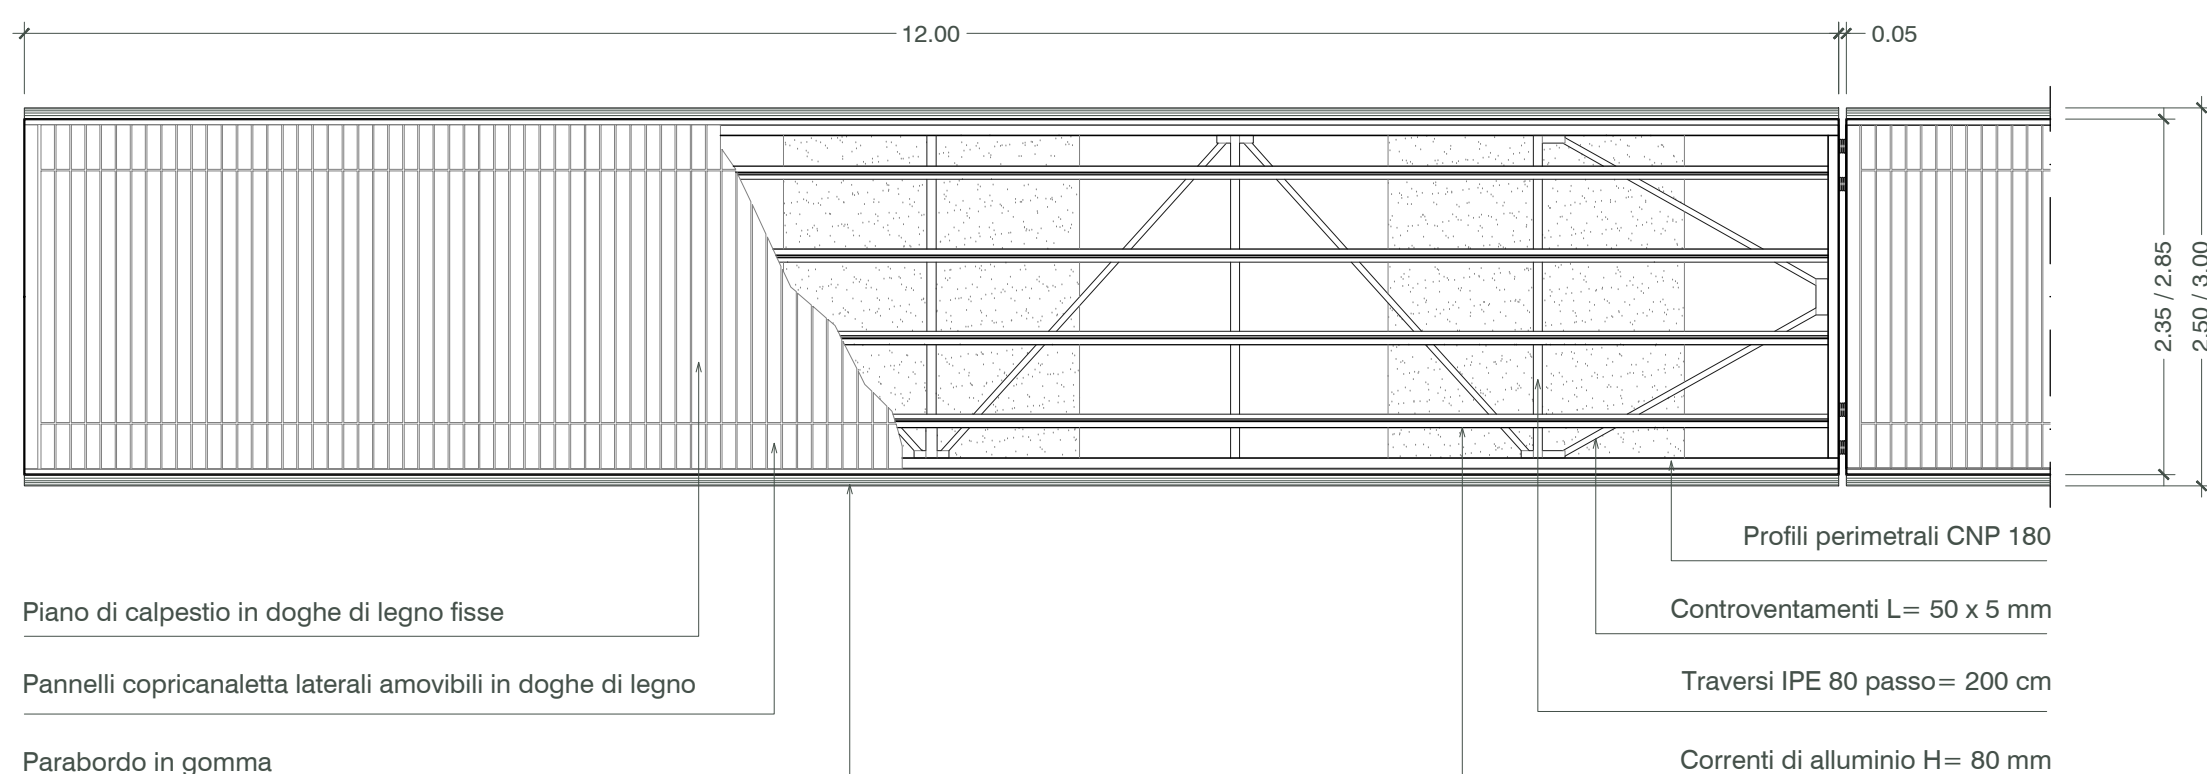 12.00
0.05
2.35 / 2.85
2.50 / 3.00
Profili perimetrali CNP 180
Piano di calpestio in doghe di legno fisse
Controventamenti L= 50 x 5 mm
Pannelli copricanaletta laterali amovibili in doghe di legno
Traversi IPE 80 passo= 200 cm
Parabordo in gomma
Correnti di alluminio H= 80 mm